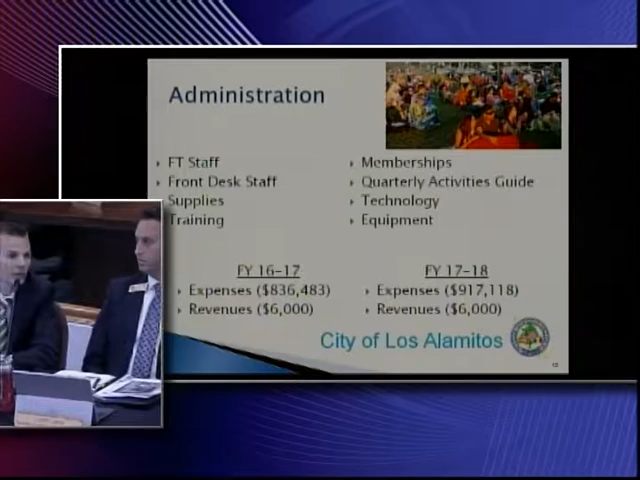 Administration
FT Staff
Front Desk Staff
Supplies
Training
Memberships
Quarterly Activities Guide
Technology
Equipment
FY 16-17
Expenses ($836,483)
Revenues ($6,000)
FY 17-18
Expenses ($917,118)
Revenues ($6,000)
City of Los Alamitos